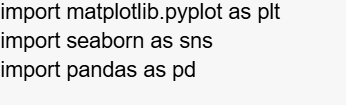 import matplotlib.pyplot as plt
import seaborn as sns
import pandas as pd